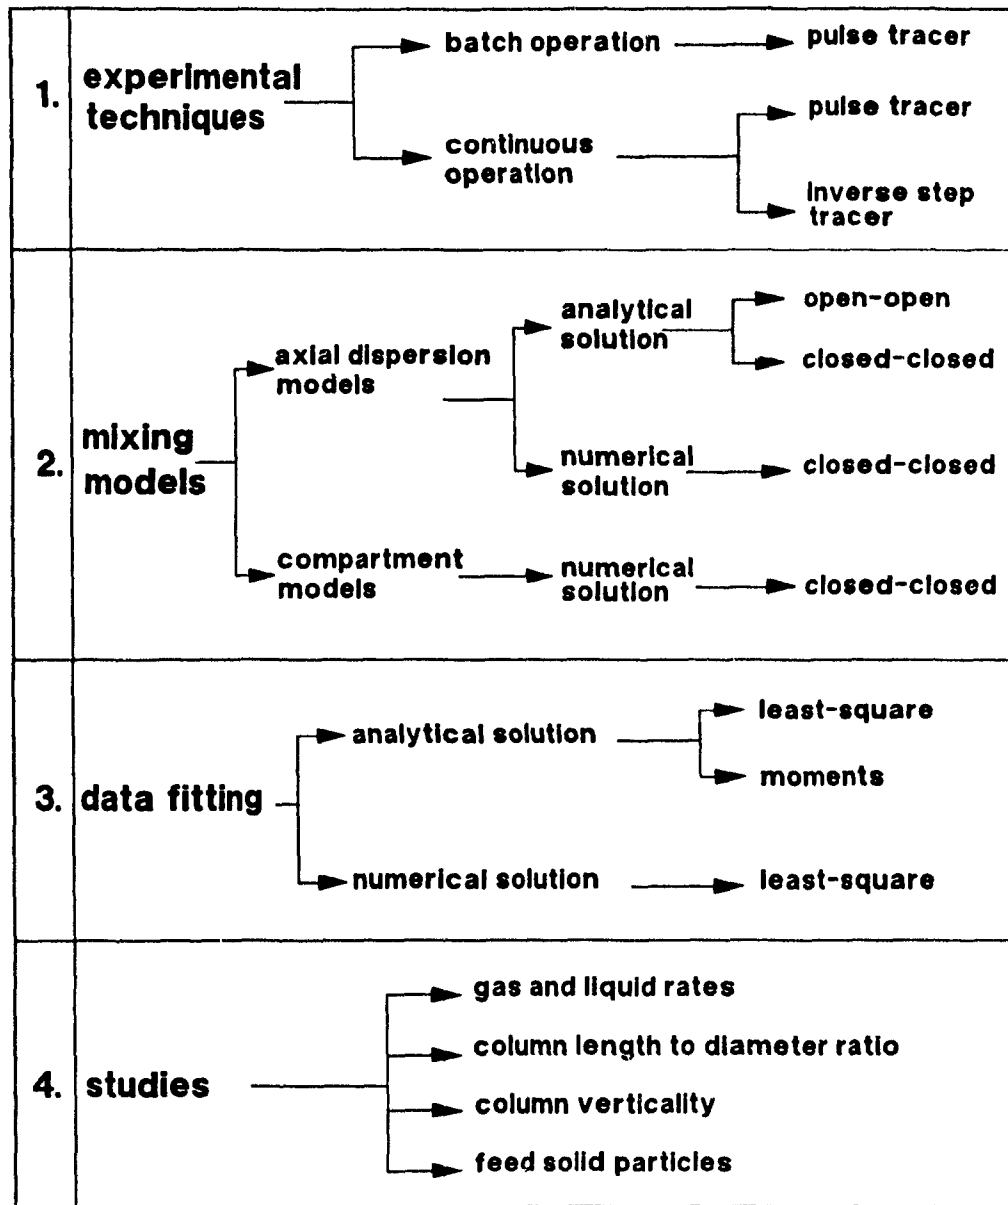 1. experimental techniques
batch operation
pulse tracer
continuous operation
pulse tracer
inverse step tracer
2. mixing models
axial dispersion models
analytical solution
open-open
closed-closed
numerical solution
closed-closed
compartment models
numerical solution
closed-closed
3. data fitting
analytical solution
least-square
moments
numerical solution
least-square
4. studies
gas and liquid rates
column length to diameter ratio
column verticality
feed solid particles